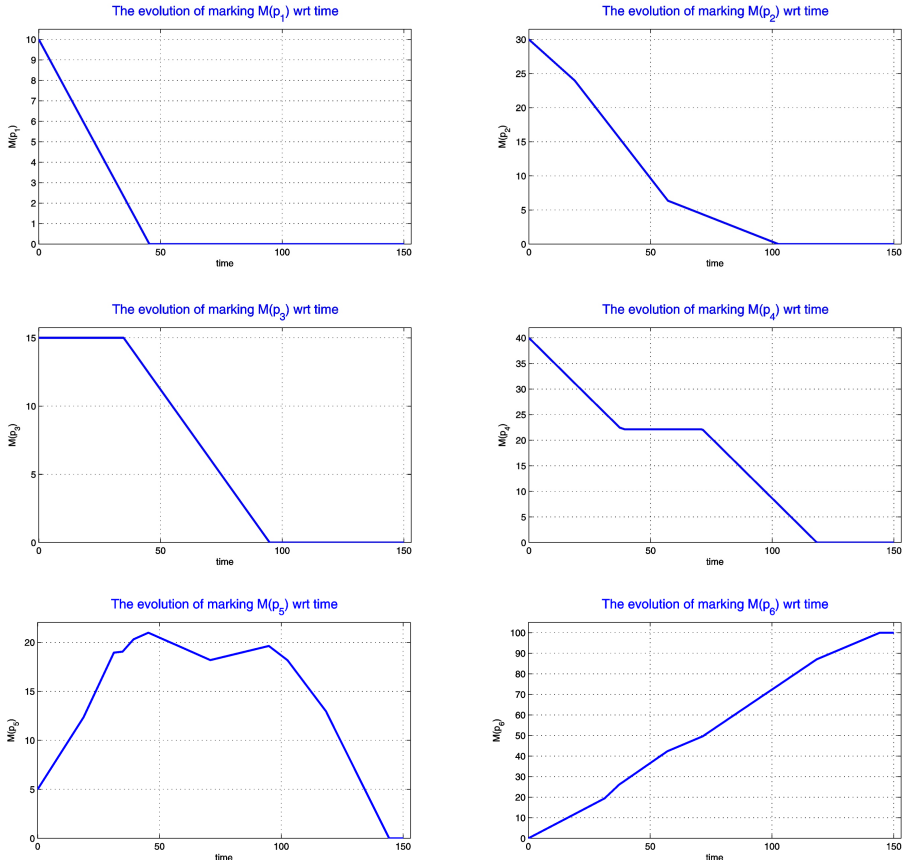 The evolution of marking M(p1) wrt time
10
9
8
7
6
5
4
3
2
1
0
M(p1)
0 50 100 150
time
The evolution of marking M(p2) wrt time
30
25
20
15
10
5
0
M(p2)
0 50 100 150
time
The evolution of marking M(p3) wrt time
15
10
5
0
M(p3)
0 50 100 150
time
The evolution of marking M(p4) wrt time
40
35
30
25
20
15
10
5
0
M(p4)
0 50 100 150
time
The evolution of marking M(p5) wrt time
20
15
10
5
0
M(p5)
0 50 100 150
time
The evolution of marking M(p6) wrt time
100
90
80
70
60
50
40
30
20
10
0
M(p6)
0 50 100 150
time